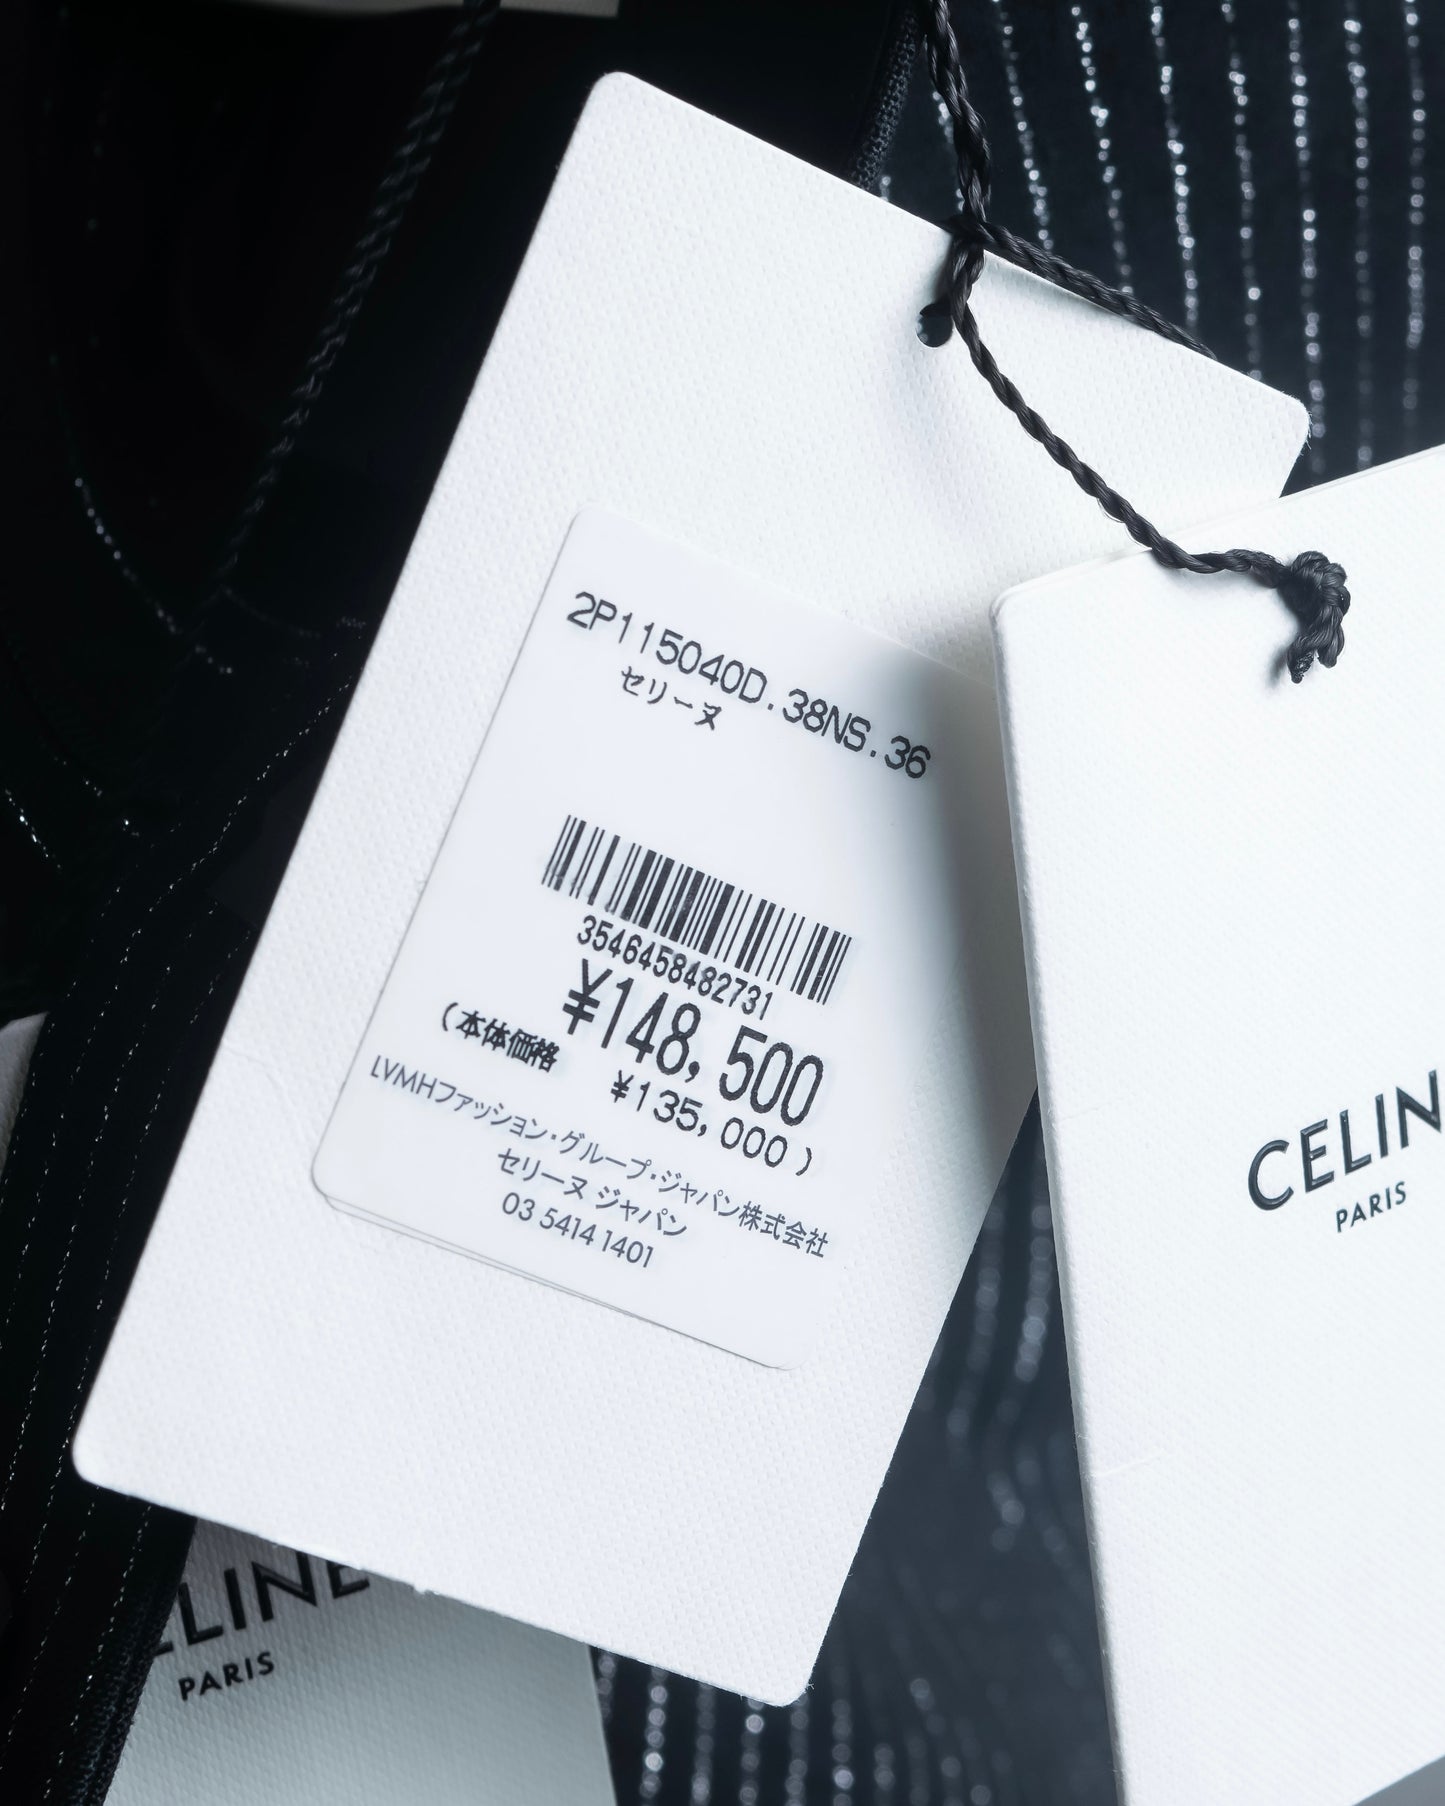 2P115040D.38NS.36
セリーヌ
3546458482731
¥148,500
(本体価格 ¥135,000)
LVMHファッション・グループ・ジャパン株式会社
セリーヌ ジャパン
03 5414 1401
CELIN
PARIS
ELINE
PARIS